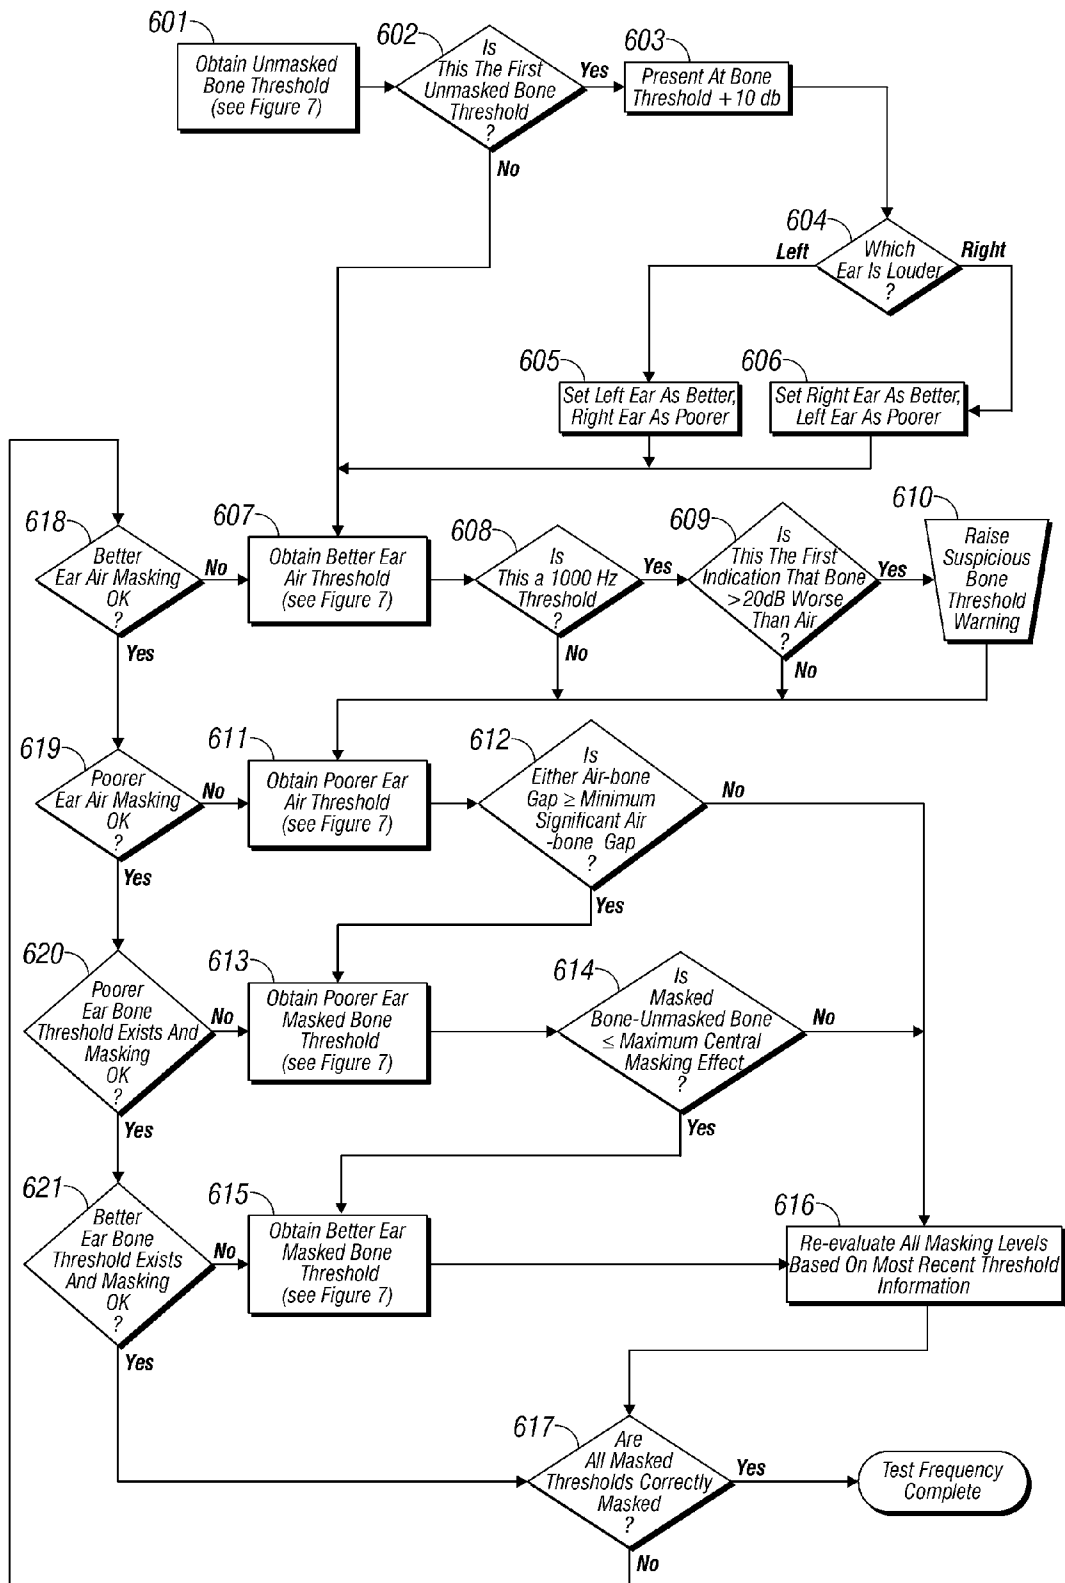 601
Obtain Unmasked
Bone Threshold
(see Figure 7)
602
Is
This The First
Unmasked Bone
Threshold
?
Yes
No
603
Present At Bone
Threshold +10 db
604
Which
Ear Is Louder
?
Left
Right
605
Set Left Ear As Better,
Right Ear As Poorer
606
Set Right Ear As Better,
Left Ear As Poorer
618
Better
Ear Air Masking
OK
?
No
Yes
607
Obtain Better Ear
Air Threshold
(see Figure 7)
608
Is
This a 1000 Hz
Threshold
?
Yes
No
609
Is
This The First
Indication That Bone
>20dB Worse
Than Air
?
Yes
No
610
Raise
Suspicious
Bone
Threshold
Warning
619
Poorer
Ear Air Masking
OK
?
No
Yes
611
Obtain Poorer Ear
Air Threshold
(see Figure 7)
612
Is
Either Air-bone
Gap ≥ Minimum
Significant Air
-bone Gap
?
No
Yes
620
Poorer
Ear Bone
Threshold Exists And
Masking
OK
?
No
Yes
613
Obtain Poorer Ear
Masked Bone
Threshold
(see Figure 7)
614
Is
Masked
Bone-Unmasked Bone
≤ Maximum Central
Masking Effect
?
No
Yes
621
Better
Ear Bone
Threshold Exists
And Masking
OK
?
No
Yes
615
Obtain Better Ear
Masked Bone
Threshold
(see Figure 7)
616
Re-evaluate All Masking Levels
Based On Most Recent Threshold
Information
617
Are
All Masked
Thresholds Correctly
Masked
?
Yes
No
Test Frequency
Complete